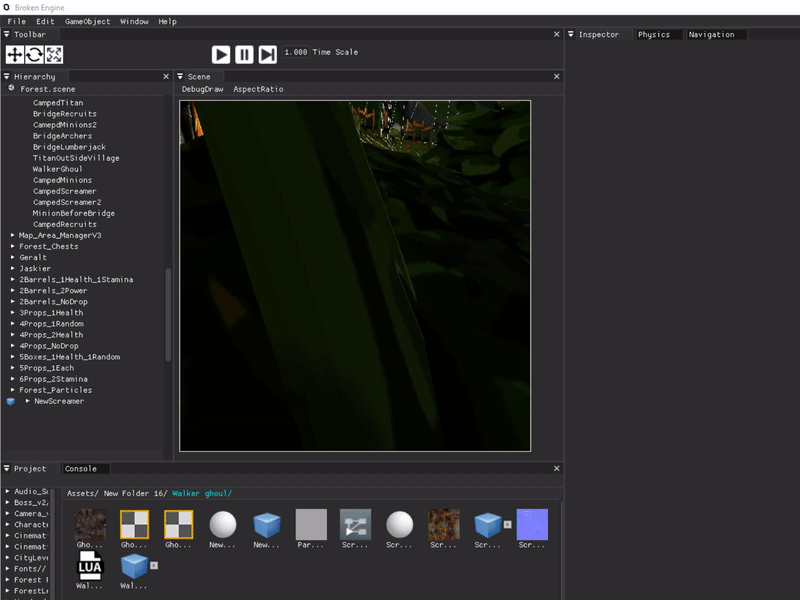 Broken Engine
File Edit GameObject Window Help
Toolbar
1.000 Time Scale
Inspector Physics Navigation
Hierarchy
Forest.scene
CampedTitan
BridgeRecruits
CamepdMinions2
BridgeArchers
BridgeLumberjack
TitanOutSideVillage
WalkerGhoul
CampedMinions
CampedScreamer
CampedScreamer2
MinionBeforeBridge
CampedRecruits
Map_Area_ManagerV3
Forest_Chests
Geralt
Jaskier
2Barrels_1Health_1Stamina
2Barrels_2Power
2Barrels_NoDrop
3Props_1Health
4Props_1Random
4Props_2Health
4Props_NoDrop
5Boxes_1Health_1Random
5Props_1Each
6Props_2Stamina
Forest_Particles
NewScreamer
Scene
DebugDraw AspectRatio
Project Console
Audio_S
Boss_v2/
Camera_
Characte
Cinemat
Cinemat
CityLeve
Fonts//
Forest
ForestLe
Assets/ New Folder 16/ Walker ghoul/
Gho... Gho... Gho... New... New... Par... Scr... Scr... Scr... Scr... Scr...
LUA
Wal... Wal...